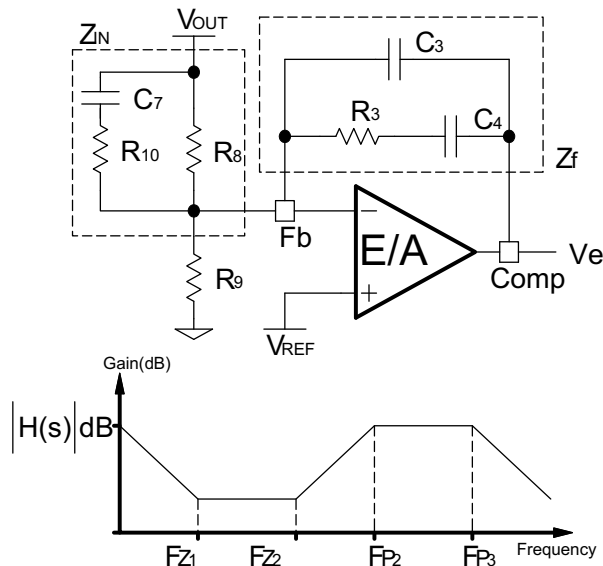 VOUT
ZIN
C7
R10
R8
C3
R3
C4
Zf
Fb
−
E/A
+
Ve
Comp
R9
VREF
Gain(dB)
|H(s)|dB
FZ1
FZ2
FP2
FP3
Frequency